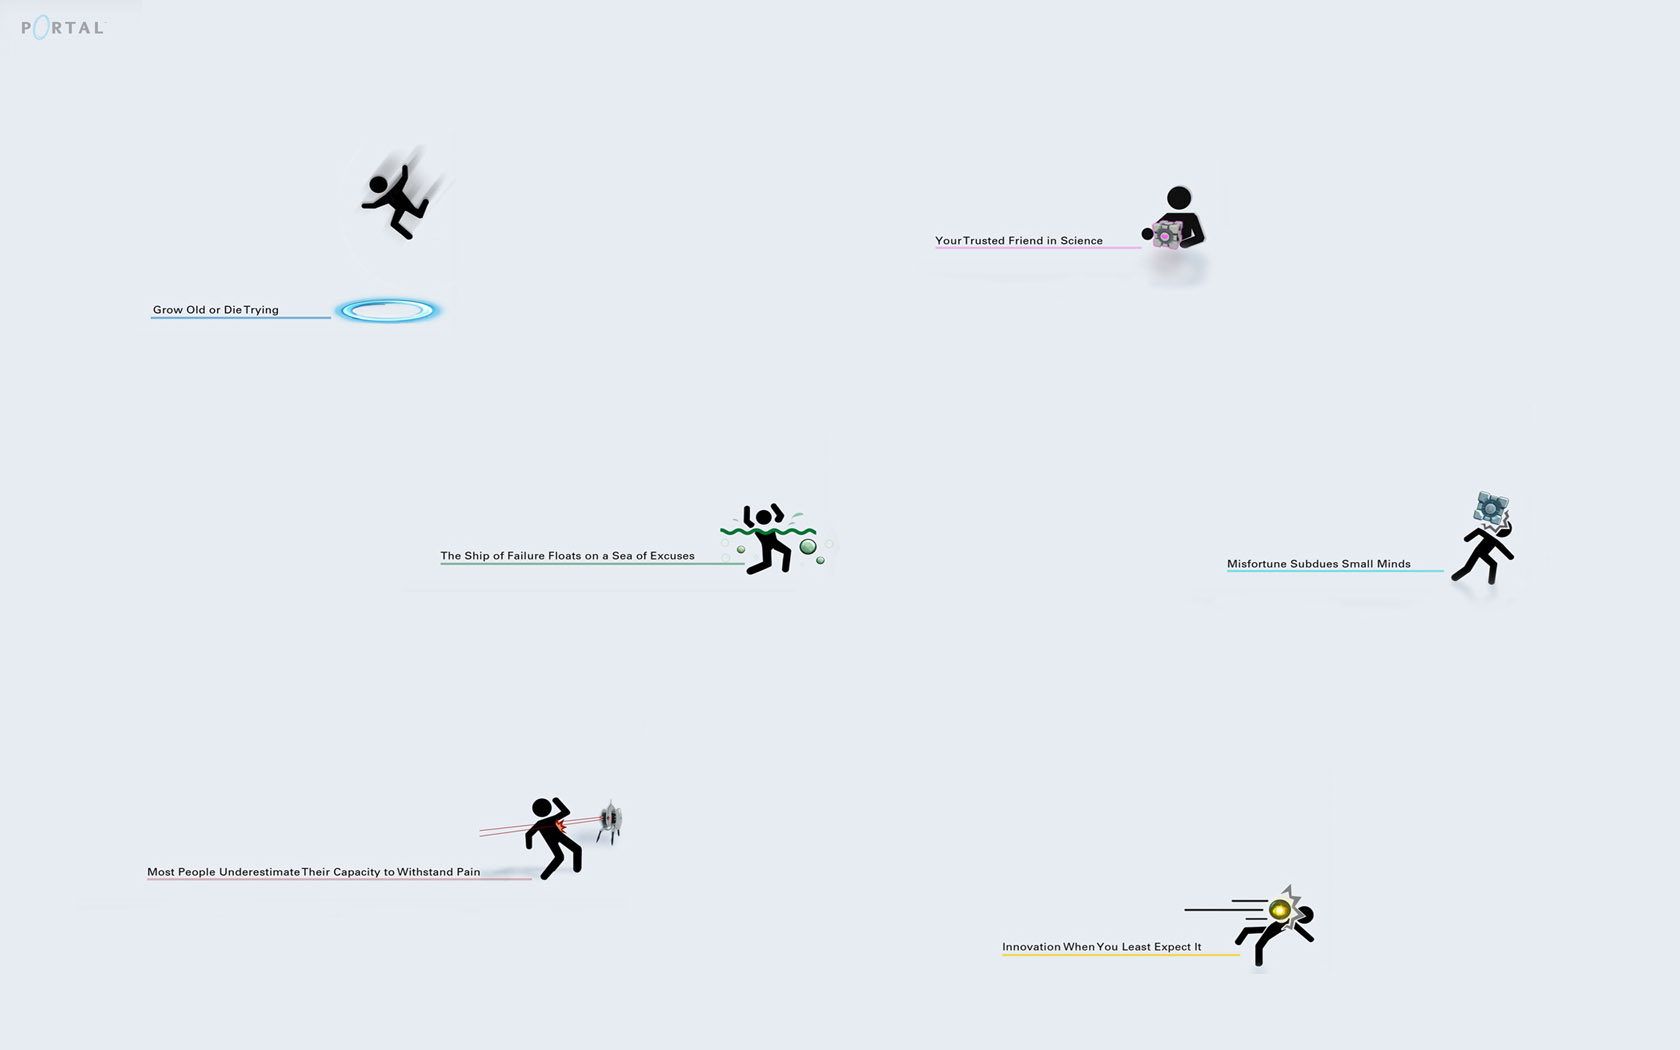 PORTAL
Your Trusted Friend in Science
Grow Old or Die Trying
The Ship of Failure Floats on a Sea of Excuses
Misfortune Subdues Small Minds
Most People Underestimate Their Capacity to Withstand Pain
Innovation When You Least Expect It